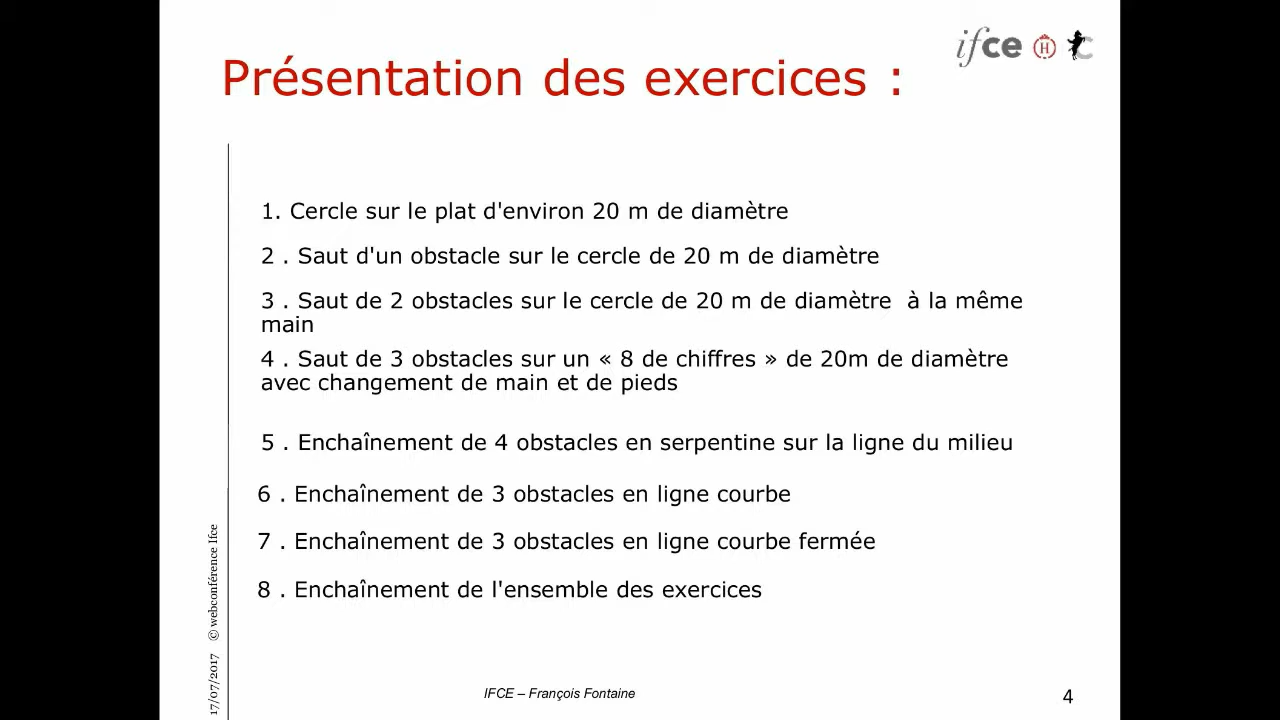 ifce
Présentation des exercices :
1. Cercle sur le plat d'environ 20 m de diamètre
2 . Saut d'un obstacle sur le cercle de 20 m de diamètre
3 . Saut de 2 obstacles sur le cercle de 20 m de diamètre  à la même
main
4 . Saut de 3 obstacles sur un « 8 de chiffres » de 20m de diamètre
avec changement de main et de pieds
5 . Enchaînement de 4 obstacles en serpentine sur la ligne du milieu
6 . Enchaînement de 3 obstacles en ligne courbe
7 . Enchaînement de 3 obstacles en ligne courbe fermée
8 . Enchaînement de l'ensemble des exercices
17/07/2017 © webconférence Ifce
IFCE – François Fontaine
4